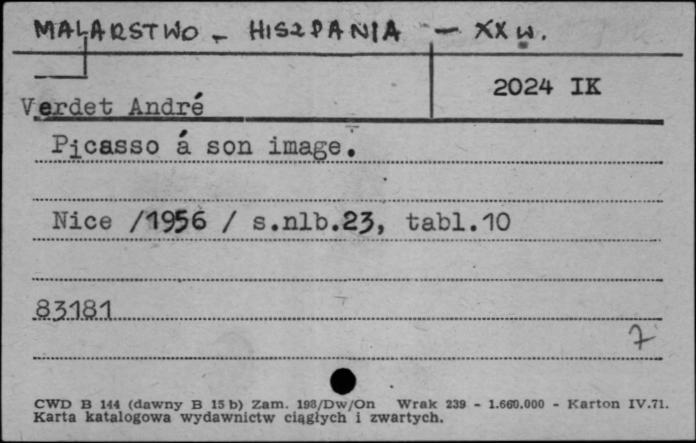 MALARSTWO - HISZPANIA - XX w.
2024 IK
Verdet André
Picasso á son image.
Nice /1956 / s.nlb.23, tabl.10
83181
7
CWD B 144 (dawny B 15 b) Zam. 198/Dw/On Wrak 239 - 1.660.000 - Karton IV.71.
Karta katalogowa wydawnictw ciągłych i zwartych.